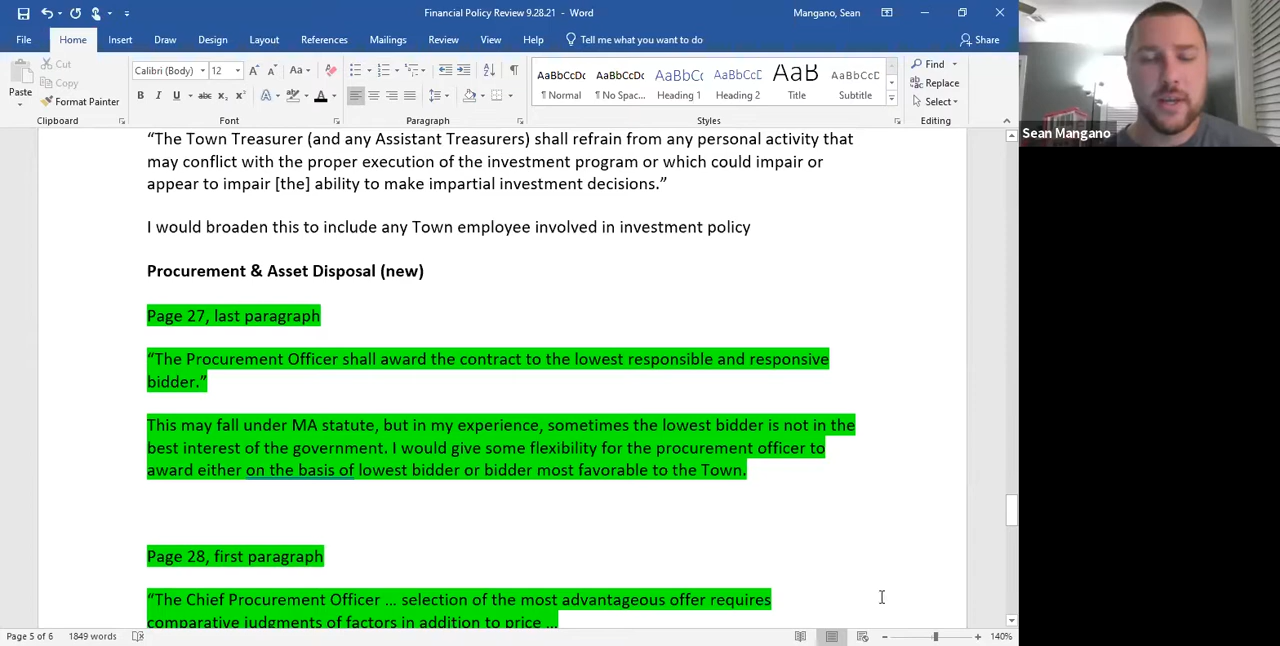 Financial Policy Review 9.28.21 - Word
Mangano, Sean
File Home Insert Draw Design Layout References Mailings Review View Help Tell me what you want to do Share
Paste
Cut
Copy
Format Painter
Clipboard
Calibri (Body) 12
Font
Paragraph
AaBbCcDc AaBbCcDc AaBbCc AaBbCcD AaB AaBbCcD
¶ Normal ¶ No Spac... Heading 1 Heading 2 Title Subtitle
Styles
Find
Replace
Select
Editing
Sean Mangano
“The Town Treasurer (and any Assistant Treasurers) shall refrain from any personal activity that
may conflict with the proper execution of the investment program or which could impair or
appear to impair [the] ability to make impartial investment decisions.”
I would broaden this to include any Town employee involved in investment policy
Procurement & Asset Disposal (new)
Page 27, last paragraph
“The Procurement Officer shall award the contract to the lowest responsible and responsive
bidder.”
This may fall under MA statute, but in my experience, sometimes the lowest bidder is not in the
best interest of the government. I would give some flexibility for the procurement officer to
award either on the basis of lowest bidder or bidder most favorable to the Town.
Page 28, first paragraph
“The Chief Procurement Officer … selection of the most advantageous offer requires
comparative judgments of factors in addition to price …
Page 5 of 6 1849 words 140%